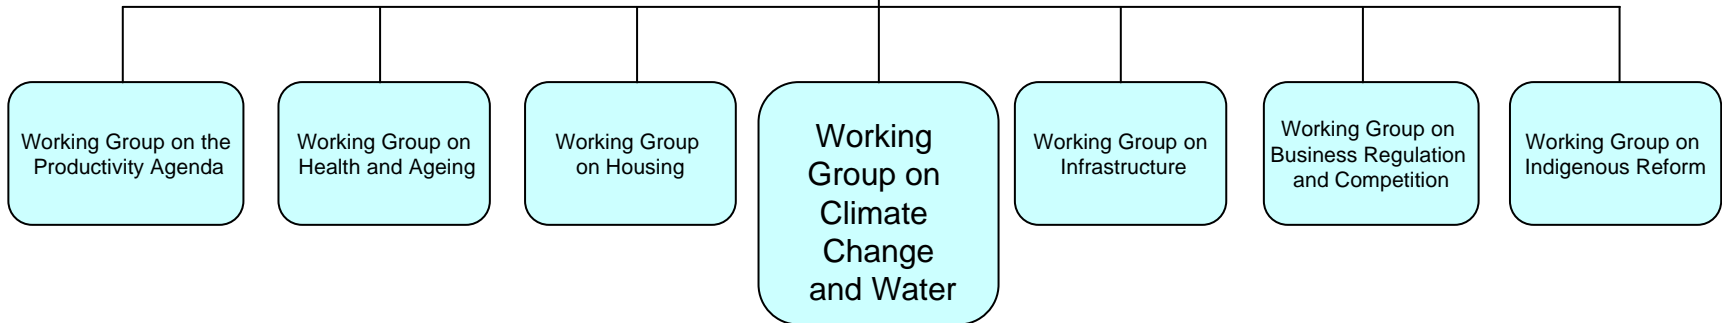 Working Group on the
Productivity Agenda
Working Group on
Health and Ageing
Working Group
on Housing
Working
Group on
Climate
Change
and Water
Working Group on
Infrastructure
Working Group on
Business Regulation
and Competition
Working Group on
Indigenous Reform